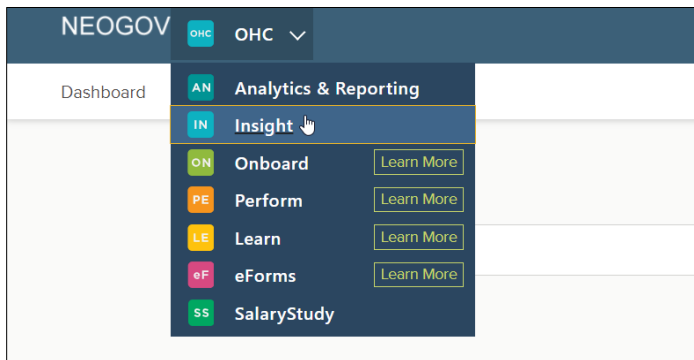 NEOGOV OHC OHC
Dashboard
AN Analytics & Reporting
IN Insight
ON Onboard Learn More
PE Perform Learn More
LE Learn Learn More
eF eForms Learn More
SS SalaryStudy